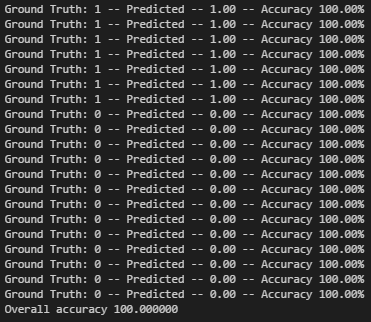 Ground Truth: 1 -- Predicted -- 1.00 -- Accuracy 100.00%
Ground Truth: 1 -- Predicted -- 1.00 -- Accuracy 100.00%
Ground Truth: 1 -- Predicted -- 1.00 -- Accuracy 100.00%
Ground Truth: 1 -- Predicted -- 1.00 -- Accuracy 100.00%
Ground Truth: 1 -- Predicted -- 1.00 -- Accuracy 100.00%
Ground Truth: 1 -- Predicted -- 1.00 -- Accuracy 100.00%
Ground Truth: 1 -- Predicted -- 1.00 -- Accuracy 100.00%
Ground Truth: 0 -- Predicted -- 0.00 -- Accuracy 100.00%
Ground Truth: 0 -- Predicted -- 0.00 -- Accuracy 100.00%
Ground Truth: 0 -- Predicted -- 0.00 -- Accuracy 100.00%
Ground Truth: 0 -- Predicted -- 0.00 -- Accuracy 100.00%
Ground Truth: 0 -- Predicted -- 0.00 -- Accuracy 100.00%
Ground Truth: 0 -- Predicted -- 0.00 -- Accuracy 100.00%
Ground Truth: 0 -- Predicted -- 0.00 -- Accuracy 100.00%
Ground Truth: 0 -- Predicted -- 0.00 -- Accuracy 100.00%
Ground Truth: 0 -- Predicted -- 0.00 -- Accuracy 100.00%
Ground Truth: 0 -- Predicted -- 0.00 -- Accuracy 100.00%
Ground Truth: 0 -- Predicted -- 0.00 -- Accuracy 100.00%
Ground Truth: 0 -- Predicted -- 0.00 -- Accuracy 100.00%
Ground Truth: 0 -- Predicted -- 0.00 -- Accuracy 100.00%
Overall accuracy 100.000000